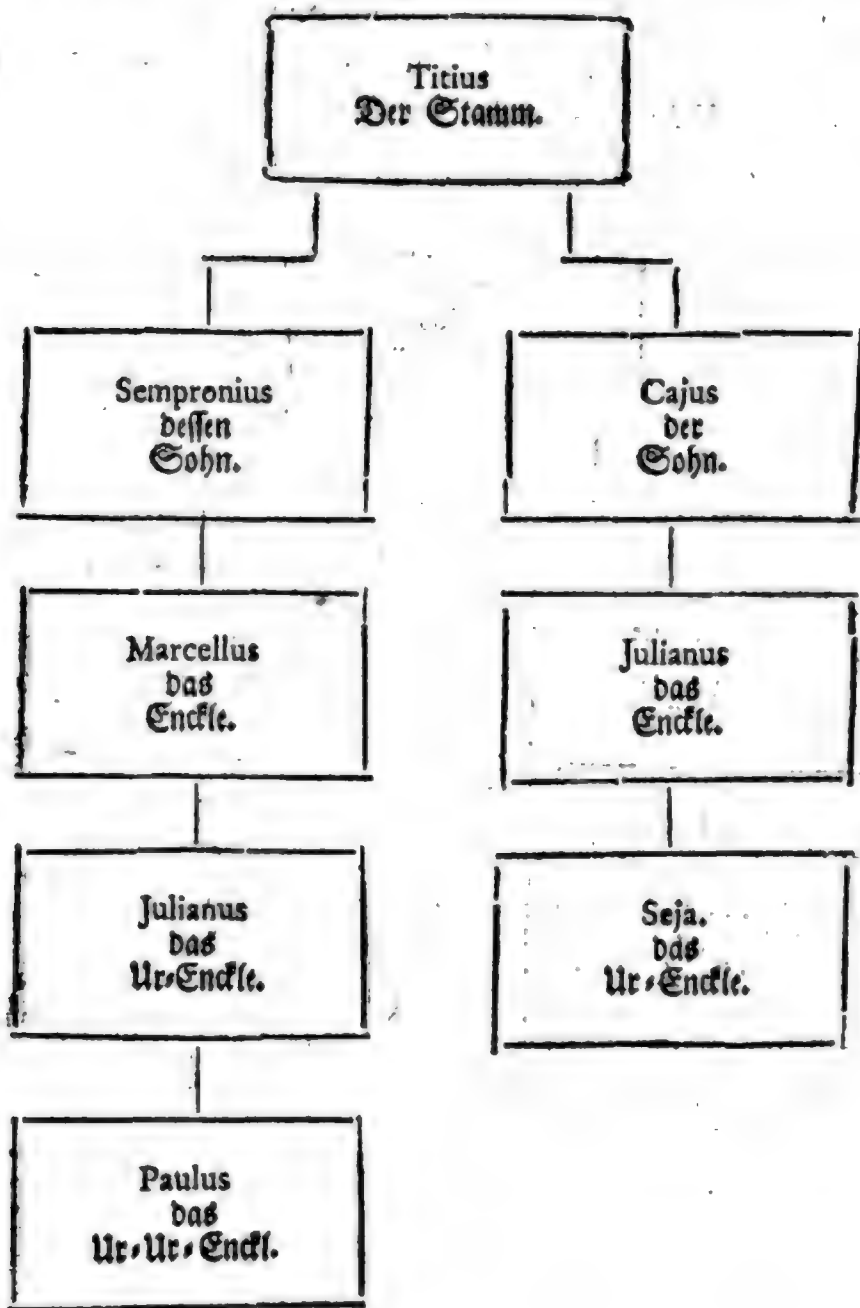 Titius
Der Stamm.
Sempronius
dessen
Sohn.
Cajus
der
Sohn.
Marcellus
das
Enckle.
Julianus
das
Enckle.
Julianus
das
Ur-Enckle.
Seja.
das
Ur-Enckle.
Paulus
das
Ur-Ur-Enckl.